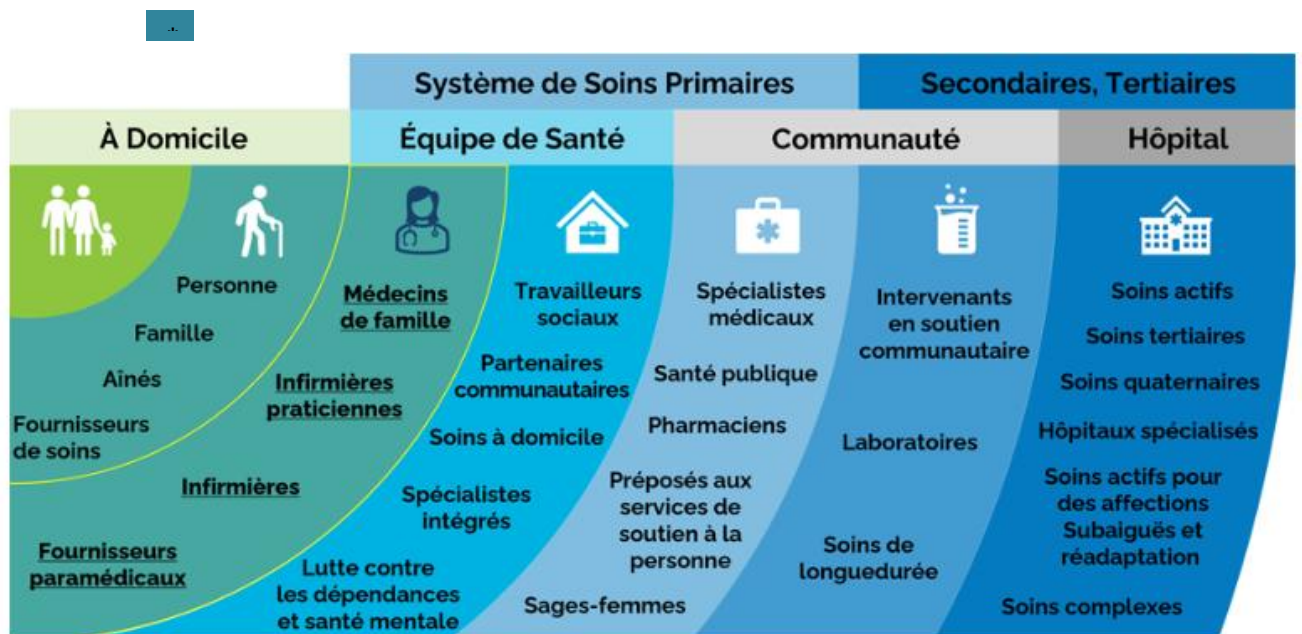 Système de Soins Primaires
Secondaires, Tertiaires
À Domicile
Équipe de Santé
Communauté
Hôpital
Personne
Famille
Aînés
Fournisseurs
de soins
Médecins
de famille
Infirmières
praticiennes
Infirmières
Fournisseurs
paramédicaux
Travailleurs
sociaux
Partenaires
communautaires
Soins à domicile
Spécialistes
intégrés
Lutte contre
les dépendances
et santé mentale
Spécialistes
médicaux
Santé publique
Pharmaciens
Préposés aux
services de
soutien à la
personne
Sages-femmes
Intervenants
en soutien
communautaire
Laboratoires
Soins de
longuedurée
Soins actifs
Soins tertiaires
Soins quaternaires
Hôpitaux spécialisés
Soins actifs pour
des affections
Subaiguës et
réadaptation
Soins complexes